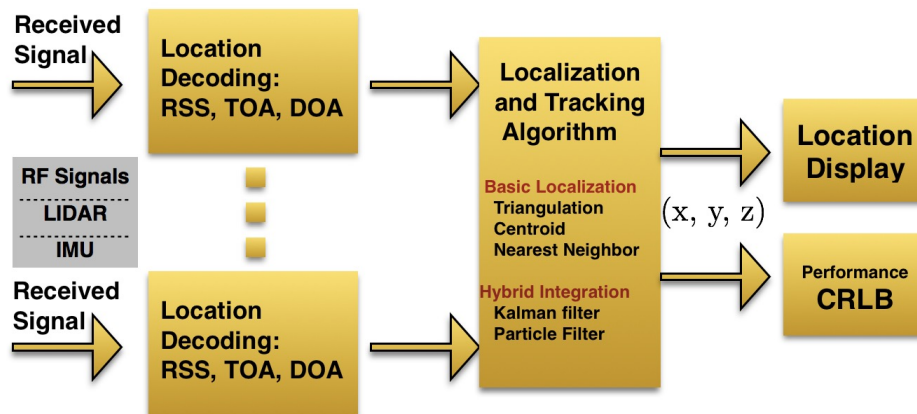 Received
Signal
Location
Decoding:
RSS, TOA, DOA
RF Signals
LIDAR
IMU
Received
Signal
Location
Decoding:
RSS, TOA, DOA
Localization
and Tracking
Algorithm
Basic Localization
Triangulation
Centroid
Nearest Neighbor
Hybrid Integration
Kalman filter
Particle Filter
(x, y, z)
Location
Display
Performance
CRLB